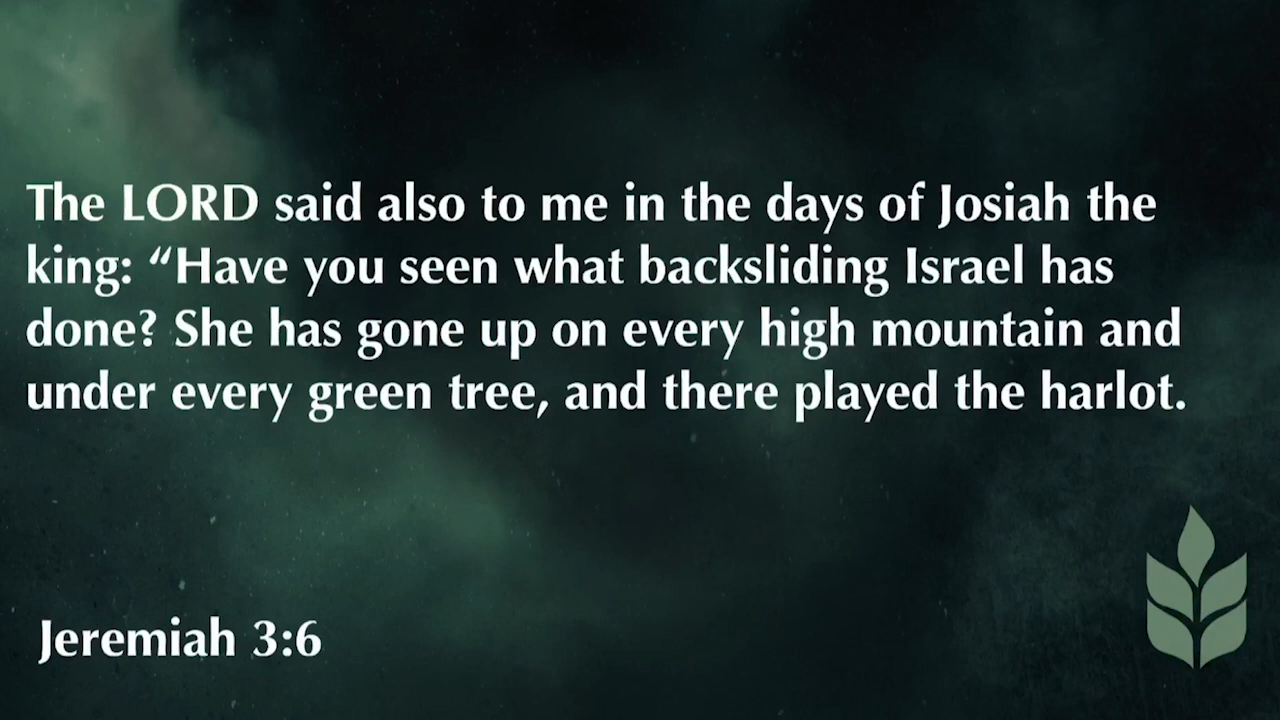 The LORD said also to me in the days of Josiah the
king: “Have you seen what backsliding Israel has
done? She has gone up on every high mountain and
under every green tree, and there played the harlot.
Jeremiah 3:6